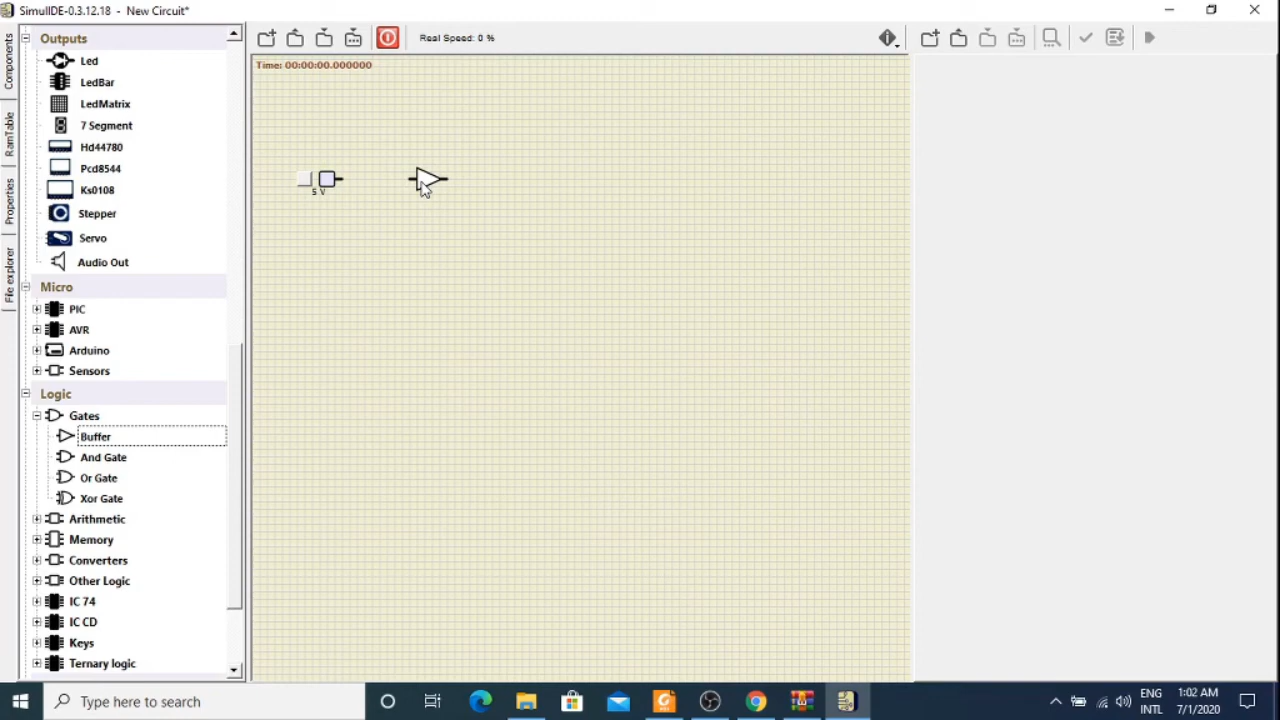 SimulIDE-0.3.12.18 - New Circuit*
Components
RamTable
Properties
File explorer
Outputs
Led
LedBar
LedMatrix
7 Segment
Hd44780
Pcd8544
Ks0108
Stepper
Servo
Audio Out
Micro
PIC
AVR
Arduino
Sensors
Logic
Gates
Buffer
And Gate
Or Gate
Xor Gate
Arithmetic
Memory
Converters
Other Logic
IC 74
IC CD
Keys
Ternary logic
Real Speed: 0 %
Time: 00:00:00.000000
5 V
Type here to search
ENG
INTL
1:02 AM
7/1/2020